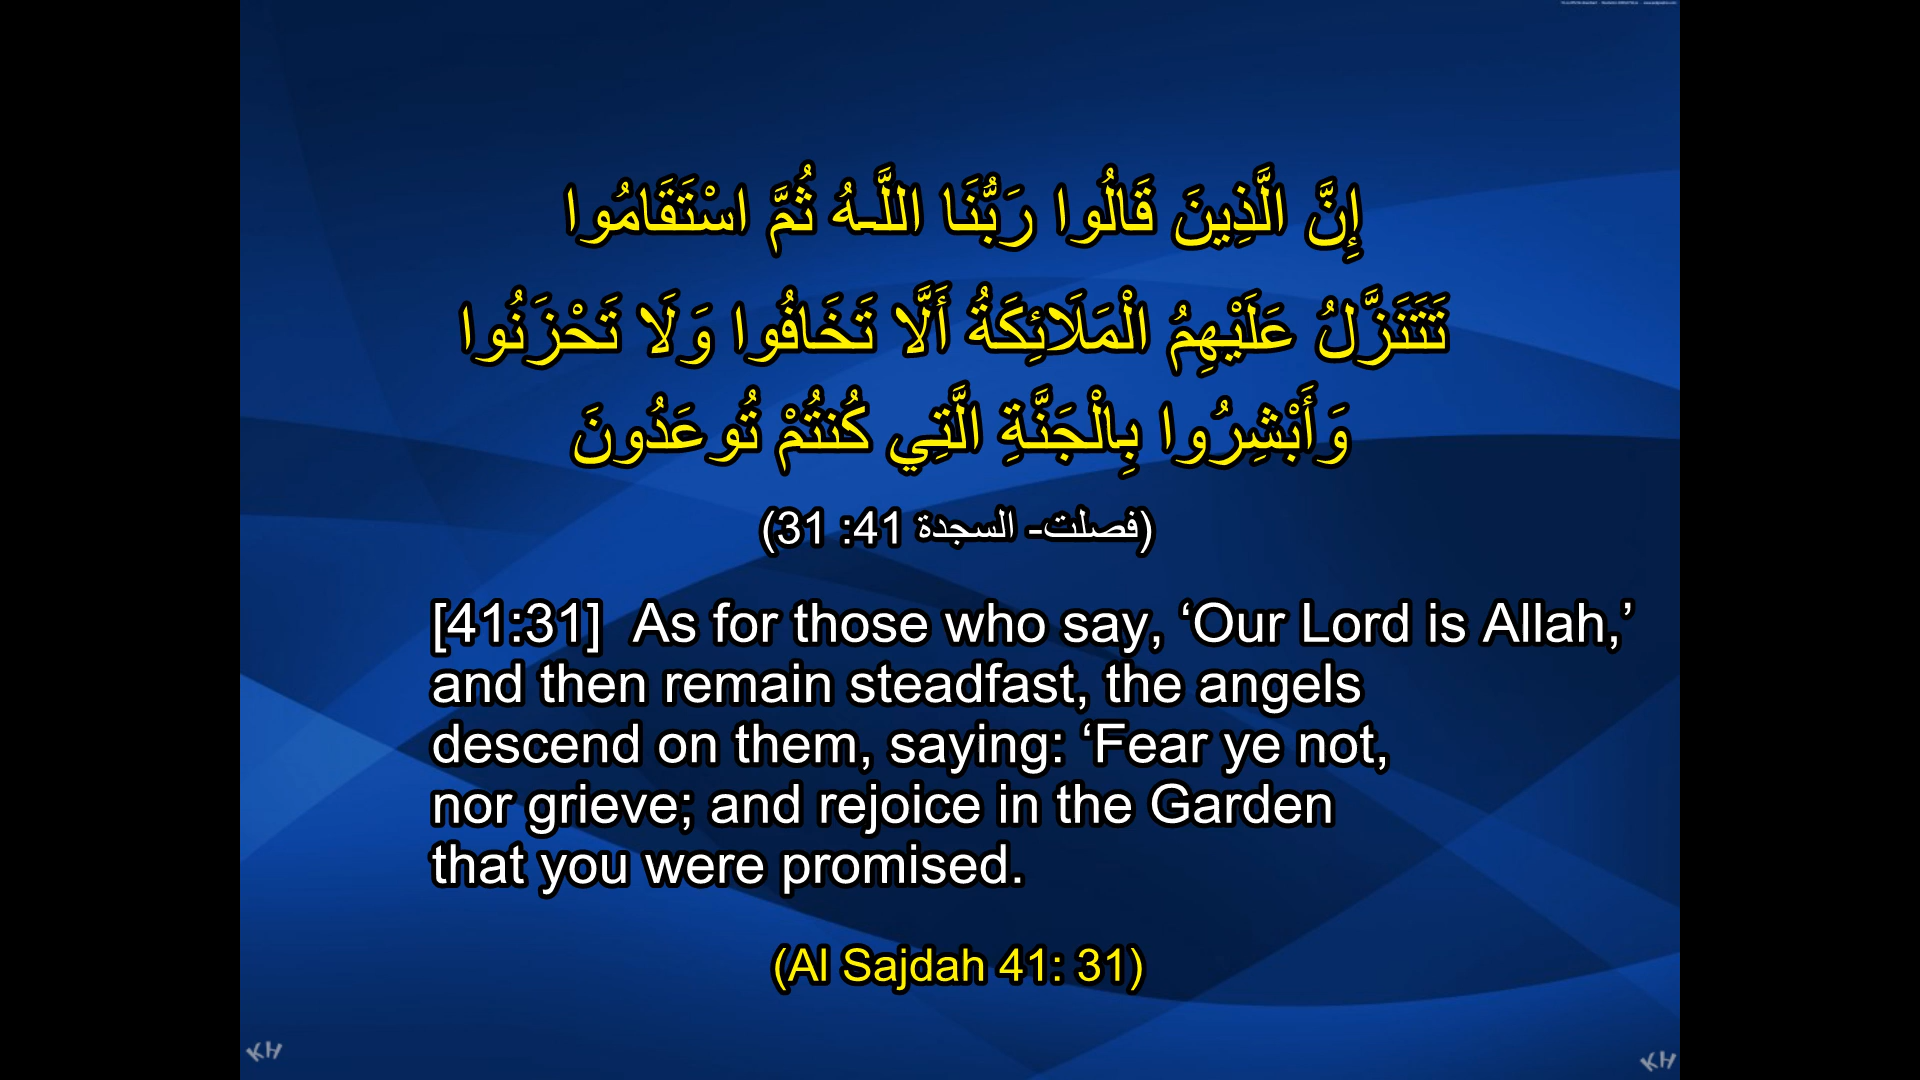 إِنَّ الَّذِينَ قَالُوا رَبُّنَا اللَّـهُ ثُمَّ اسْتَقَامُوا
تَتَنَزَّلُ عَلَيْهِمُ الْمَلَائِكَةُ أَلَّا تَخَافُوا وَلَا تَحْزَنُوا
وَأَبْشِرُوا بِالْجَنَّةِ الَّتِي كُنتُمْ تُوعَدُونَ
(فصلت- السجدة 41: 31)
[41:31] As for those who say, ‘Our Lord is Allah,’
and then remain steadfast, the angels
descend on them, saying: ‘Fear ye not,
nor grieve; and rejoice in the Garden
that you were promised.
(Al Sajdah 41: 31)
KH
KH